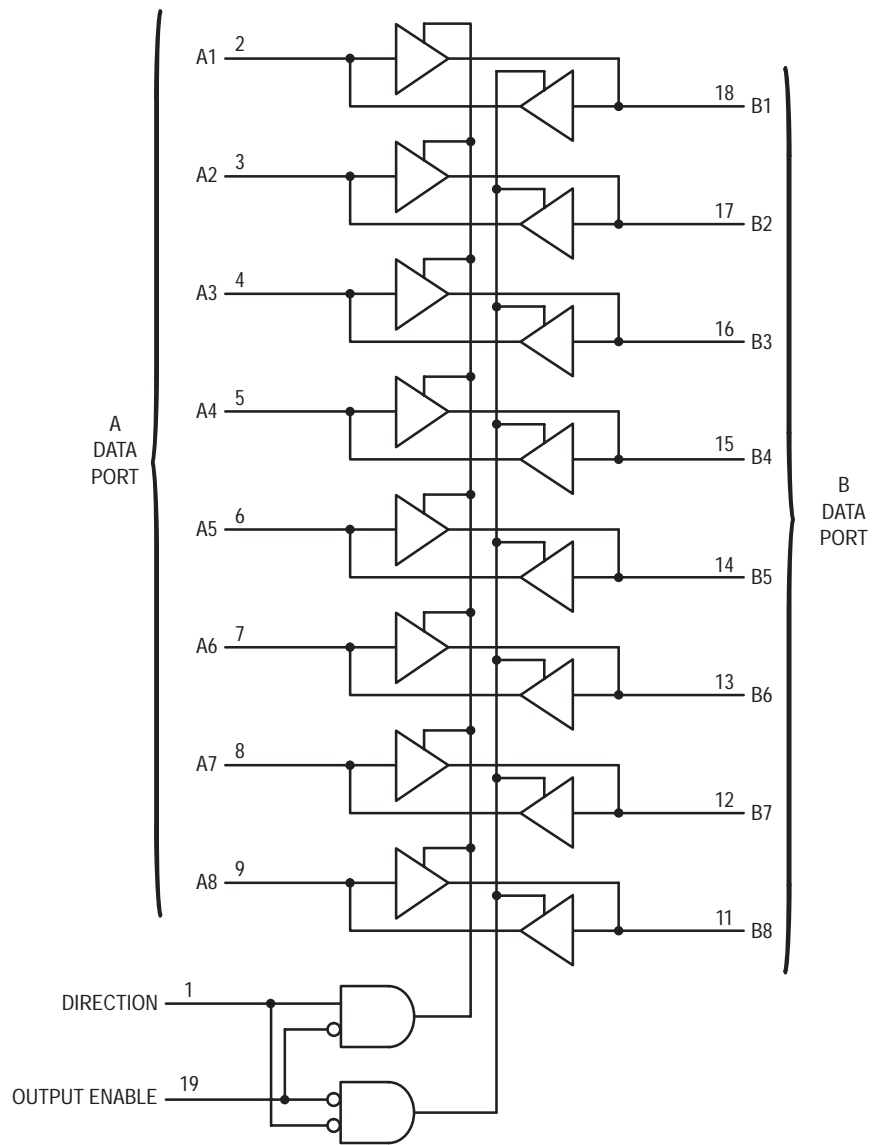 A1 2
18 B1
A2 3
17 B2
A3 4
16 B3
A4 5
15 B4
A
DATA
PORT
A5 6
14 B5
B
DATA
PORT
A6 7
13 B6
A7 8
12 B7
A8 9
11 B8
DIRECTION 1
OUTPUT ENABLE 19